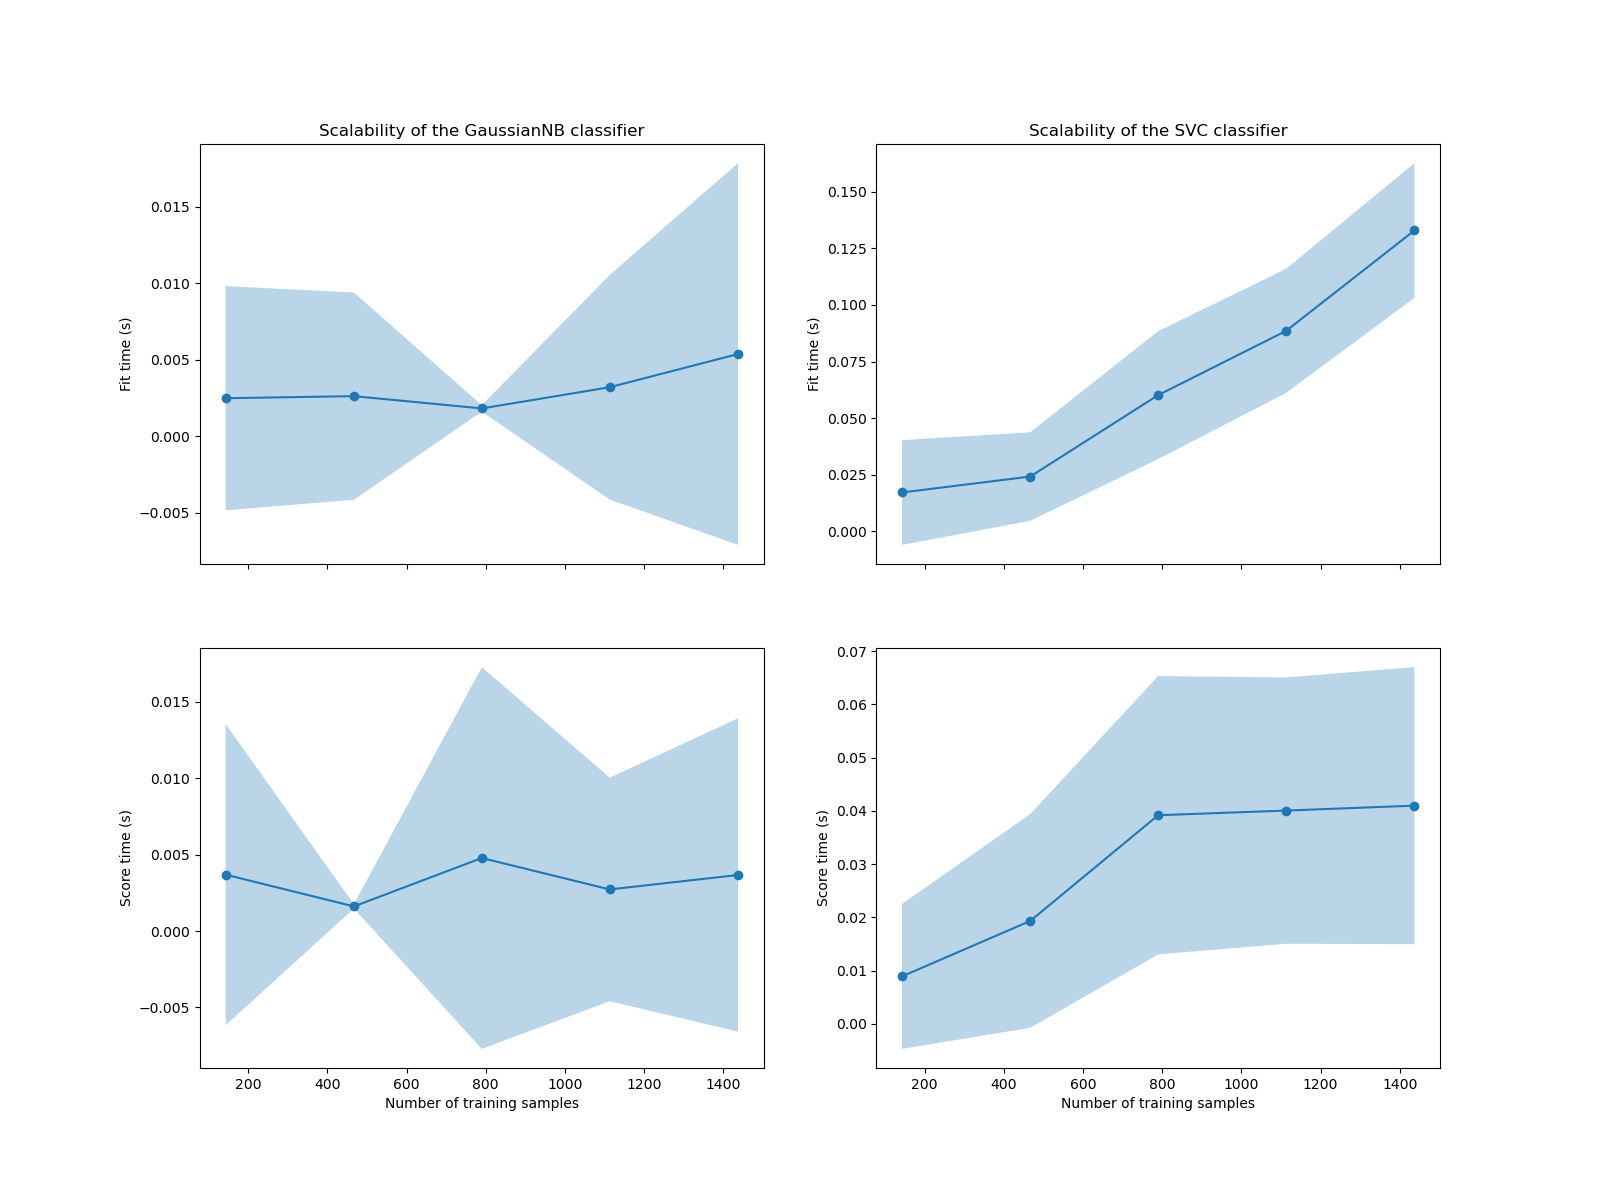 Scalability of the GaussianNB classifier
Fit time (s)
0.015
0.010
0.005
0.000
−0.005
Scalability of the SVC classifier
Fit time (s)
0.150
0.125
0.100
0.075
0.050
0.025
0.000
Score time (s)
0.015
0.010
0.005
0.000
−0.005
200 400 600 800 1000 1200 1400
Number of training samples
Score time (s)
0.07
0.06
0.05
0.04
0.03
0.02
0.01
0.00
200 400 600 800 1000 1200 1400
Number of training samples